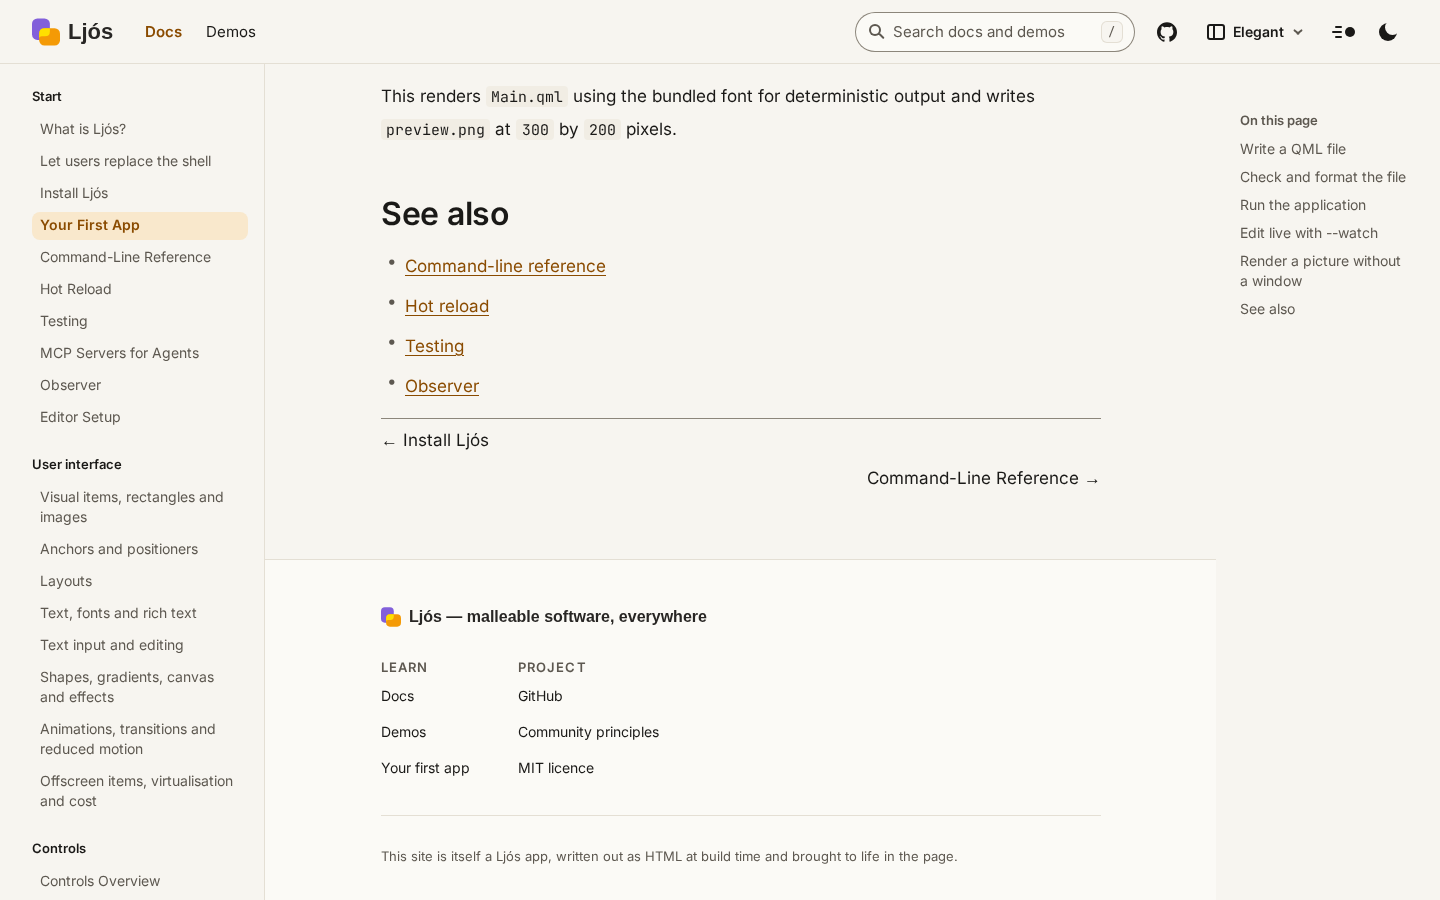 Ljós
Docs
Demos
Search docs and demos
/
Elegant
Start
What is Ljós?
Let users replace the shell
Install Ljós
Your First App
Command-Line Reference
Hot Reload
Testing
MCP Servers for Agents
Observer
Editor Setup
User interface
Visual items, rectangles and
images
Anchors and positioners
Layouts
Text, fonts and rich text
Text input and editing
Shapes, gradients, canvas
and effects
Animations, transitions and
reduced motion
Offscreen items, virtualisation
and cost
Controls
Controls Overview
This renders Main.qml using the bundled font for deterministic output and writes
preview.png at 300 by 200 pixels.
See also
• Command-line reference
• Hot reload
• Testing
• Observer
← Install Ljós
Command-Line Reference →
Ljós — malleable software, everywhere
LEARN
Docs
Demos
Your first app
PROJECT
GitHub
Community principles
MIT licence
This site is itself a Ljós app, written out as HTML at build time and brought to life in the page.
On this page
Write a QML file
Check and format the file
Run the application
Edit live with --watch
Render a picture without
a window
See also